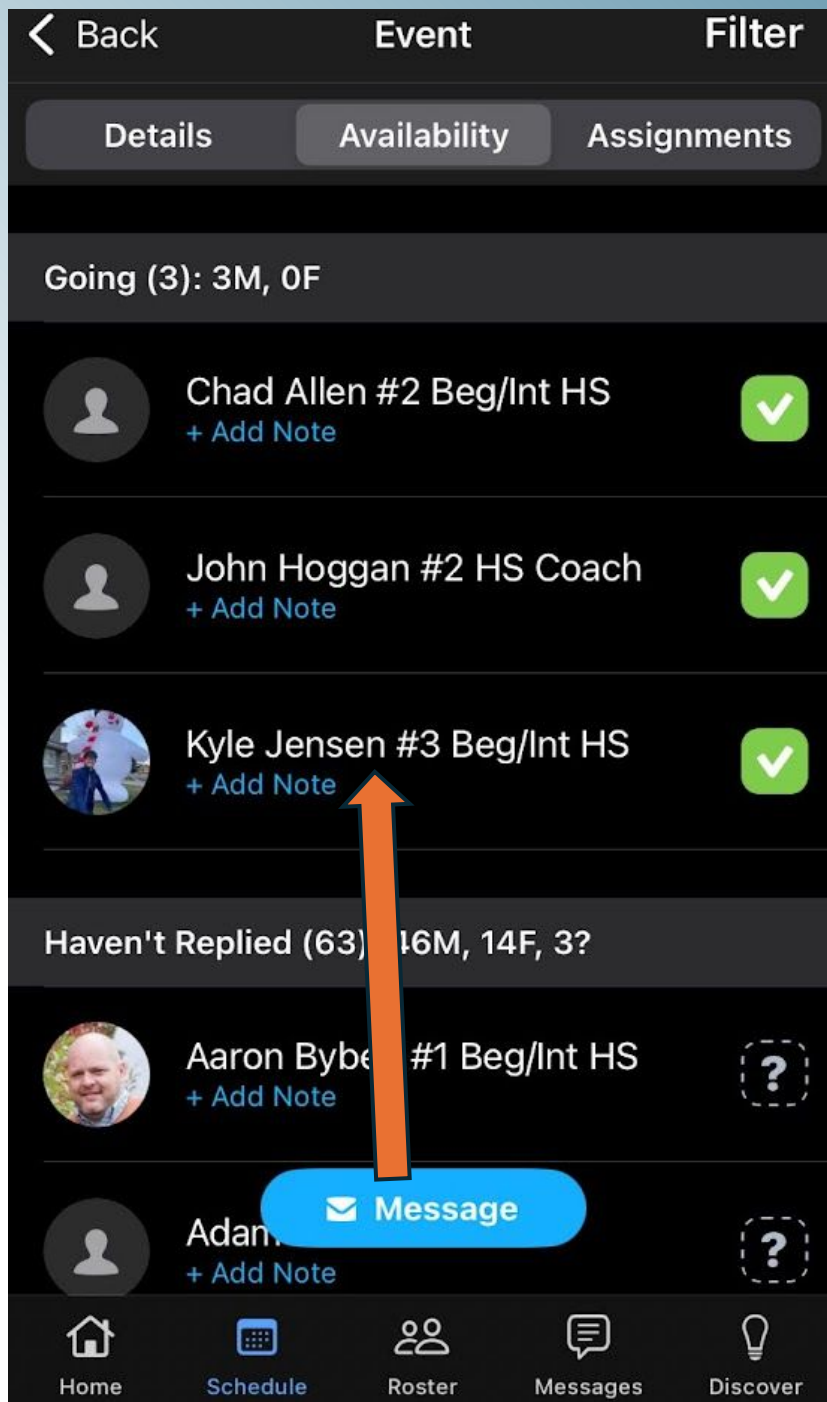 Back Event Filter
Details Availability Assignments
Going (3): 3M, 0F
Chad Allen #2 Beg/Int HS
+ Add Note
John Hoggan #2 HS Coach
+ Add Note
Kyle Jensen #3 Beg/Int HS
+ Add Note
Haven't Replied (63) 46M, 14F, 3?
Aaron #1 Beg/Int HS
+ Add Note
Message
+ Add Note
Home Schedule Roster Messages Discover